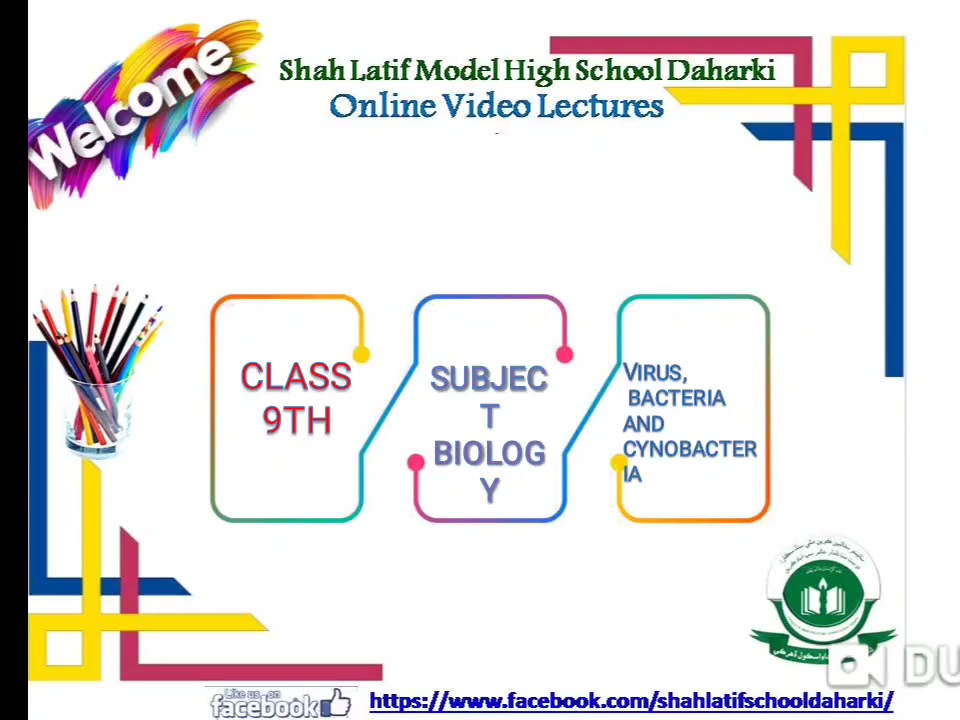 Welcome
Shah Latif Model High School Daharki
Online Video Lectures
CLASS
9TH
SUBJEC
T
BIOLOG
Y
VIRUS,
BACTERIA
AND
CYNOBACTER
IA
Like us on
facebook
https://www.facebook.com/shahlatifschooldaharki/
DU